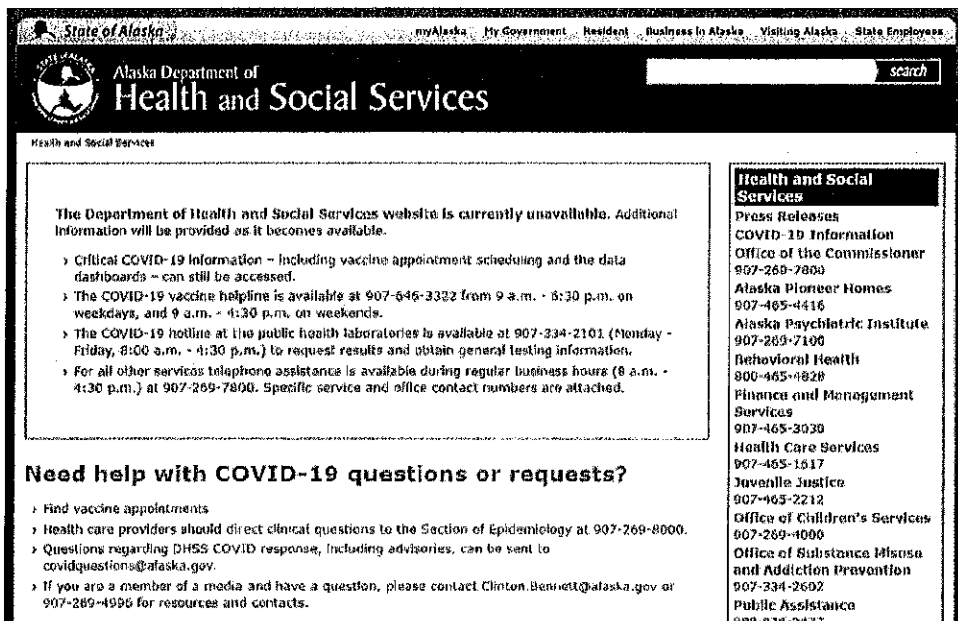 State of Alaska
myAlaska My Government Resident Business in Alaska Visiting Alaska State Employees
STATE OF ALASKA
Alaska Department of
Health and Social Services
search
Health and Social Services
The Department of Health and Social Services website is currently unavailable. Additional
information will be provided as it becomes available.
› Critical COVID-19 information – including vaccine appointment scheduling and the data
dashboards – can still be accessed.
› The COVID-19 vaccine helpline is available at 907-646-3322 from 9 a.m. - 6:30 p.m. on
weekdays, and 9 a.m. - 4:30 p.m. on weekends.
› The COVID-19 hotline at the public health laboratories is available at 907-334-2101 (Monday -
Friday, 8:00 a.m. - 4:30 p.m.) to request results and obtain general testing information.
› For all other services telephone assistance is available during regular business hours (8 a.m. -
4:30 p.m.) at 907-269-7800. Specific service and office contact numbers are attached.
Need help with COVID-19 questions or requests?
› Find vaccine appointments
› Health care providers should direct clinical questions to the Section of Epidemiology at 907-269-8000.
› Questions regarding DHSS COVID response, including advisories, can be sent to
covidquestions@alaska.gov.
› If you are a member of a media and have a question, please contact Clinton.Bennett@alaska.gov or
907-269-4996 for resources and contacts.
Health and Social
Services
Press Releases
COVID-19 Information
Office of the Commissioner
907-269-7800
Alaska Pioneer Homes
907-465-4416
Alaska Psychiatric Institute
907-269-7100
Behavioral Health
800-465-4828
Finance and Management
Services
907-465-3030
Health Care Services
907-465-1617
Juvenile Justice
907-465-2212
Office of Children's Services
907-269-4000
Office of Substance Misuse
and Addiction Prevention
907-334-2602
Public Assistance